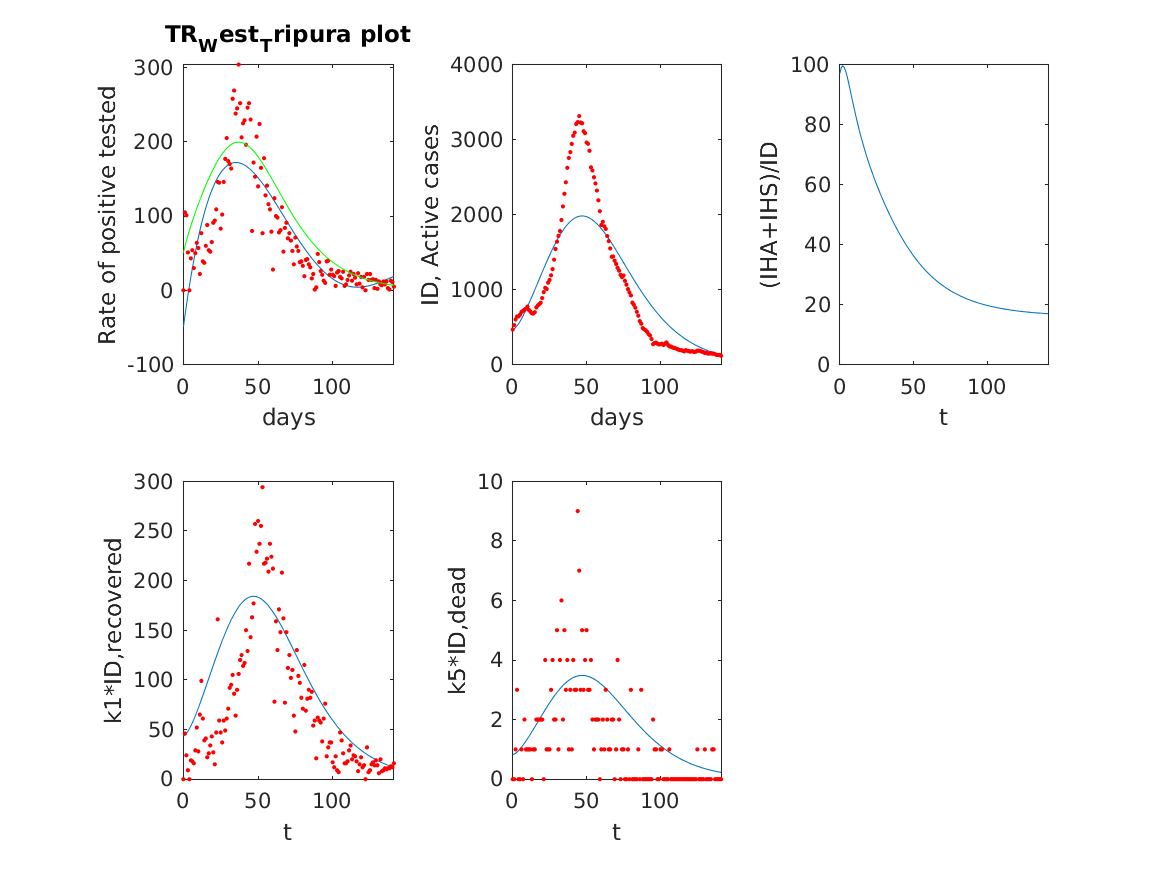 TR_West_Tripura plot
300
200
100
0
-100
Rate of positive tested
0 50 100
days
4000
3000
2000
1000
0
ID, Active cases
0 50 100
days
100
80
60
40
20
0
(IHA+IHS)/ID
0 50 100
t
300
250
200
150
100
50
0
k1*ID,recovered
0 50 100
t
10
8
6
4
2
0
k5*ID,dead
0 50 100
t